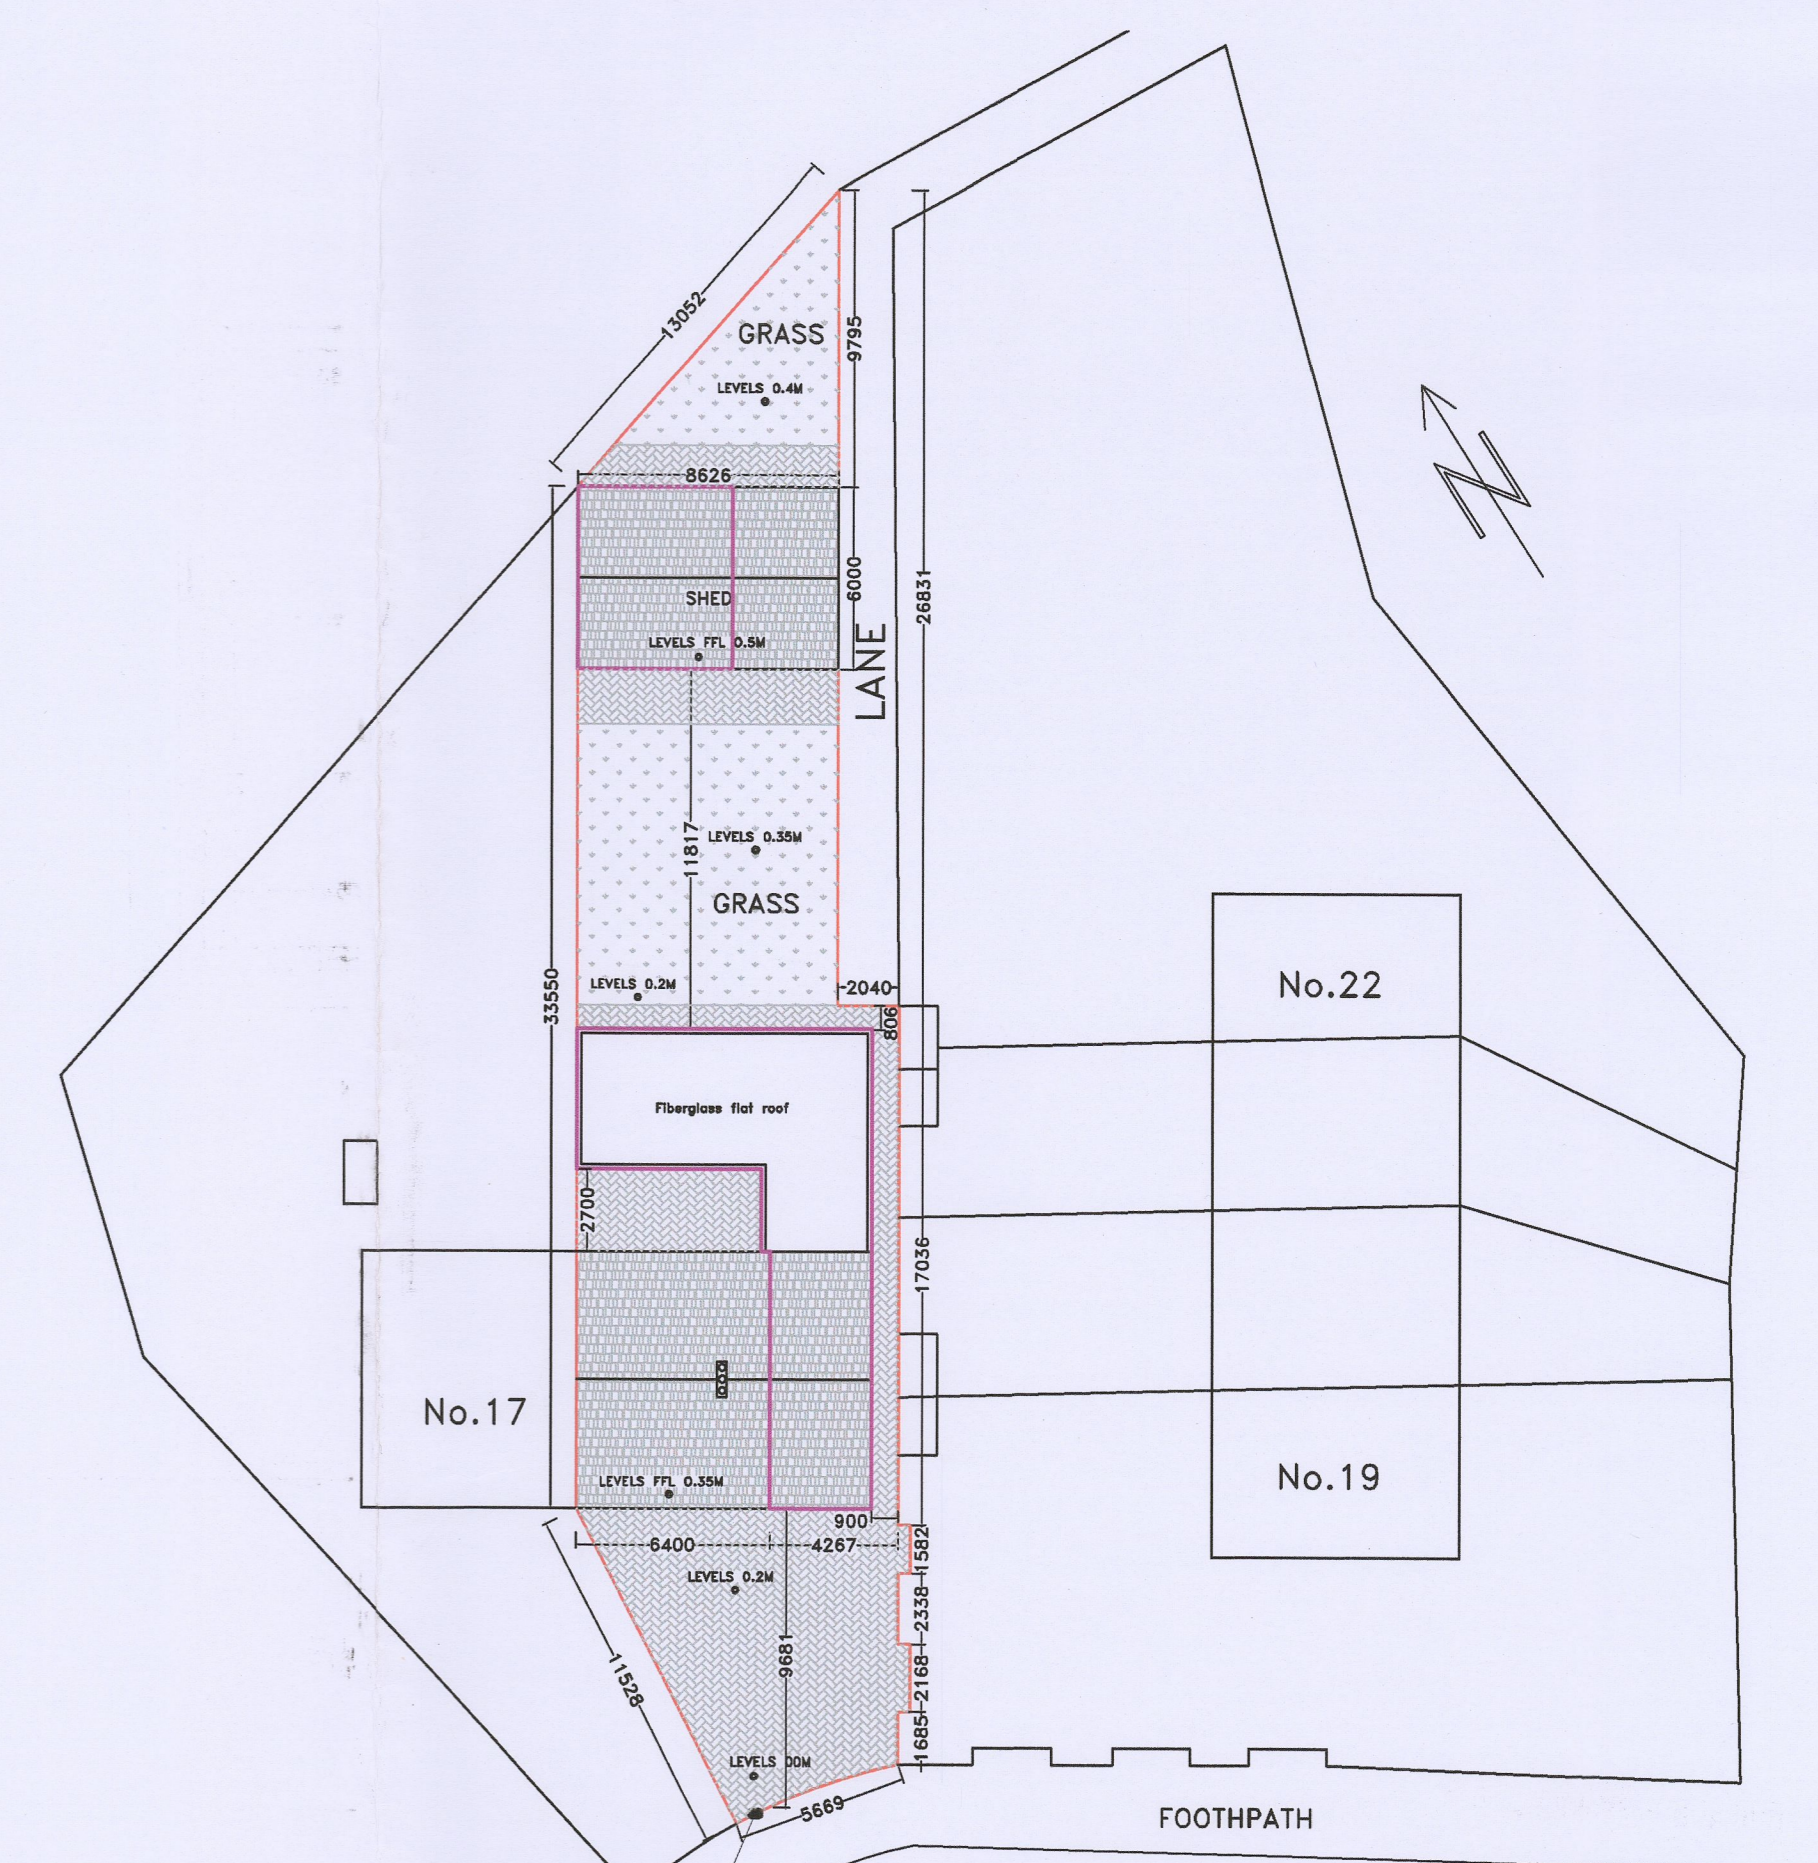 13052
GRASS
9795
LEVELS 0.4M
8626
N
6000
26831
SHED
LEVELS FFL 0.5M
LANE
11817
LEVELS 0.35M
GRASS
33550
LEVELS 0.2M
2040
No.22
806
Fiberglass flat roof
2700
17036
No.17
No.19
LEVELS FFL 0.35M
900
6400
4267
1582
LEVELS 0.2M
2338
9681
11528
2168
1685
LEVELS 00M
5669
FOOTHPATH